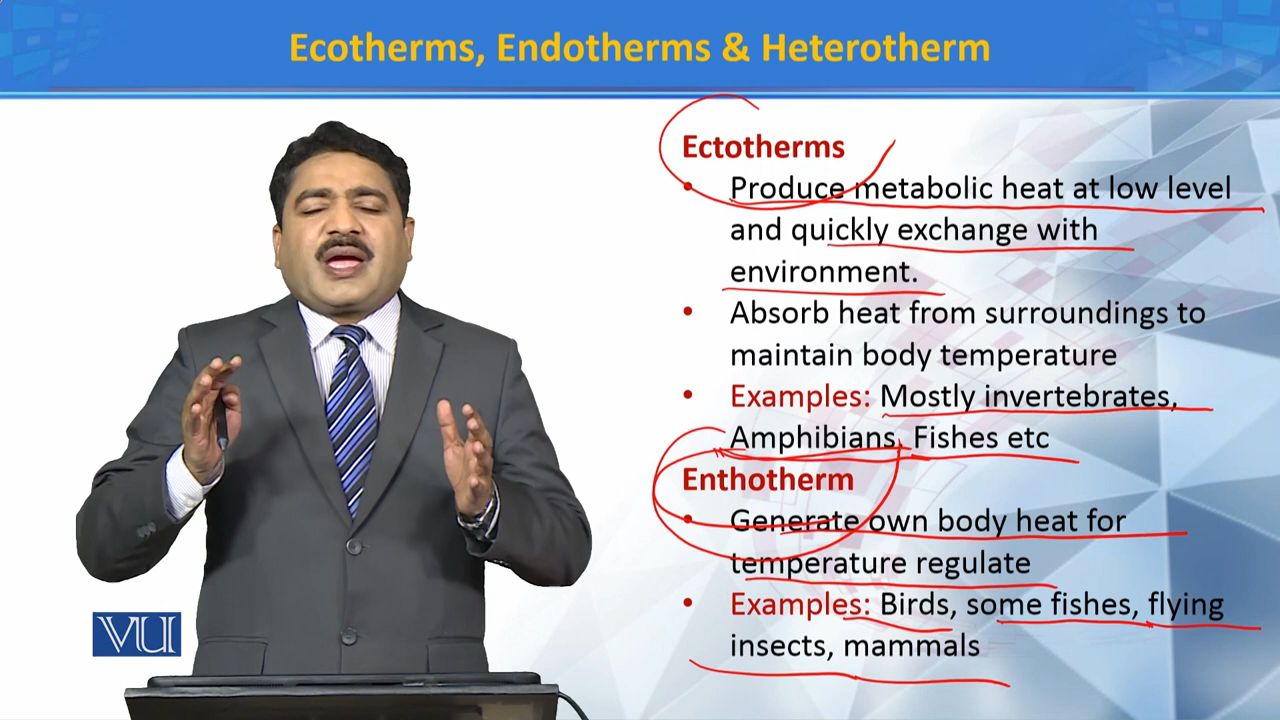 Ecotherms, Endotherms & Heterotherm
Ectotherms
• Produce metabolic heat at low level
and quickly exchange with
environment.
• Absorb heat from surroundings to
maintain body temperature
• Examples: Mostly invertebrates,
Amphibians, Fishes etc
Enthotherm
• Generate own body heat for
temperature regulate
• Examples: Birds, some fishes, flying
insects, mammals
VU